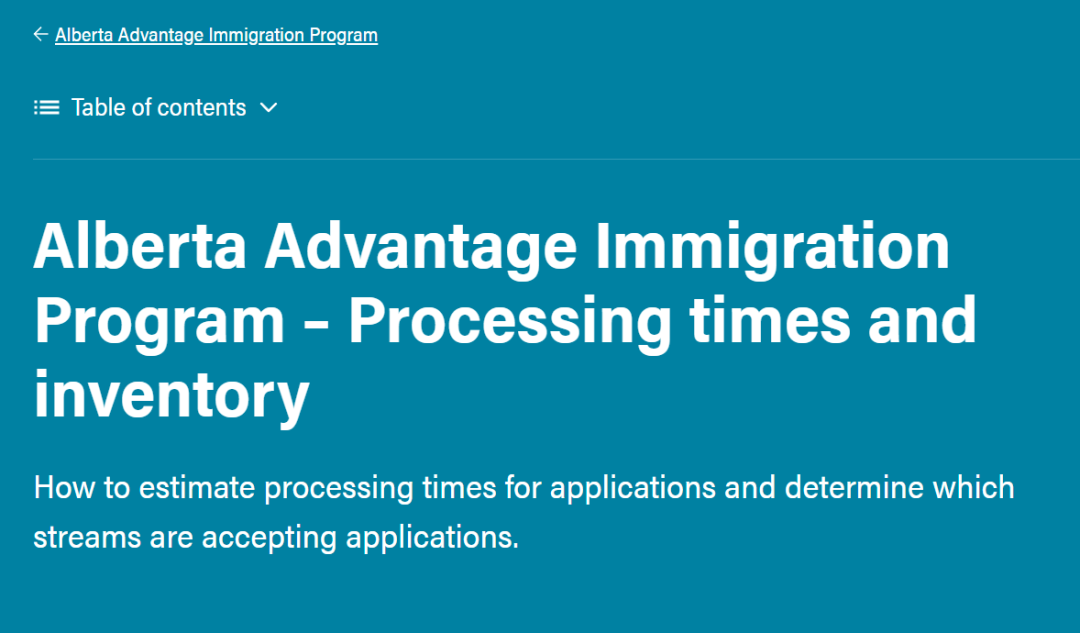 ← Alberta Advantage Immigration Program
Table of contents
Alberta Advantage Immigration
Program – Processing times and
inventory
How to estimate processing times for applications and determine which
streams are accepting applications.